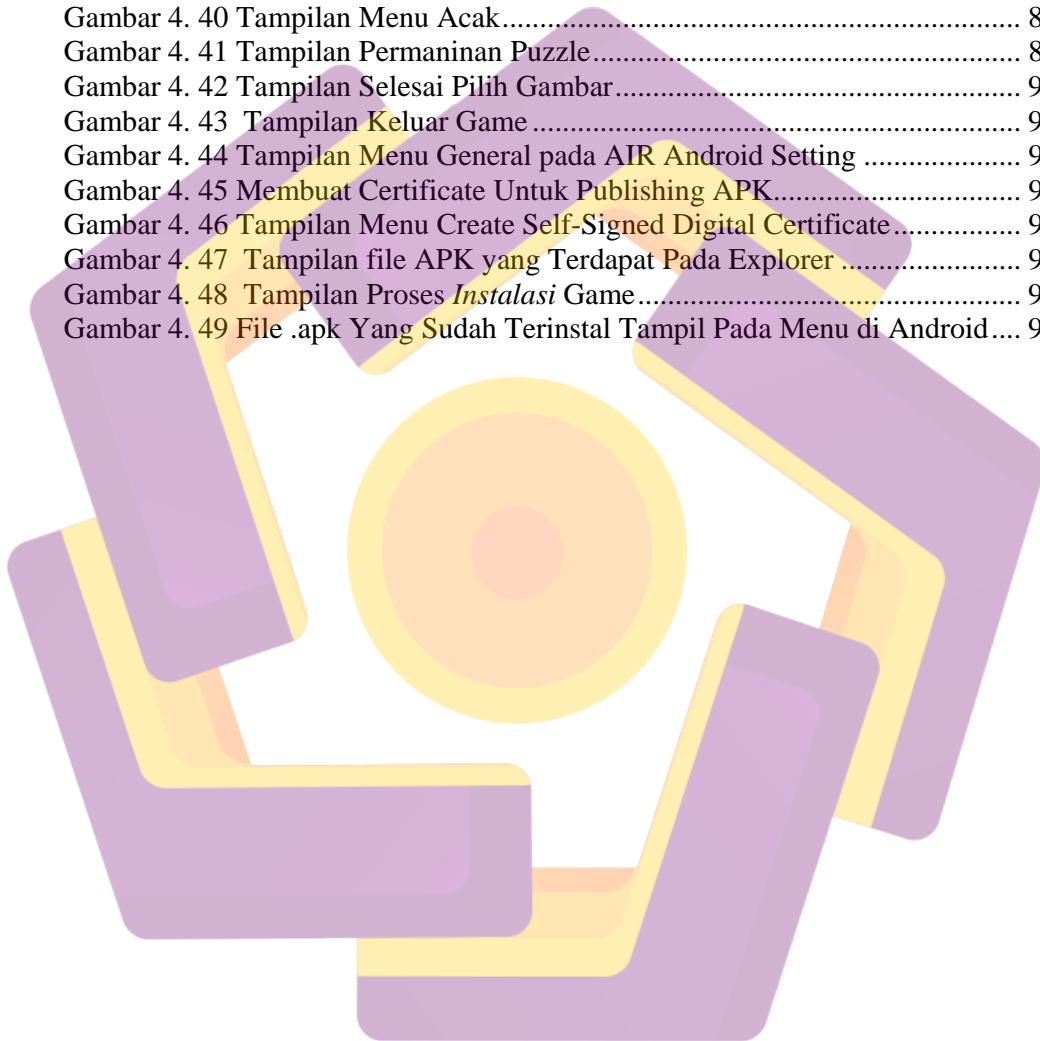 Gambar 4. 40 Tampilan Menu Acak.......................................................................... 8
Gambar 4. 41 Tampilan Permaninan Puzzle............................................................ 8
Gambar 4. 42 Tampilan Selesai Pilih Gambar......................................................... 9
Gambar 4. 43  Tampilan Keluar Game ..................................................................... 9
Gambar 4. 44 Tampilan Menu General pada AIR Android Setting ........................ 9
Gambar 4. 45 Membuat Certificate Untuk Publishing APK.................................... 9
Gambar 4. 46 Tampilan Menu Create Self-Signed Digital Certificate.................... 9
Gambar 4. 47  Tampilan file APK yang Terdapat Pada Explorer ........................... 9
Gambar 4. 48  Tampilan Proses Instalasi Game...................................................... 9
Gambar 4. 49 File .apk Yang Sudah Terinstal Tampil Pada Menu di Android.... 9